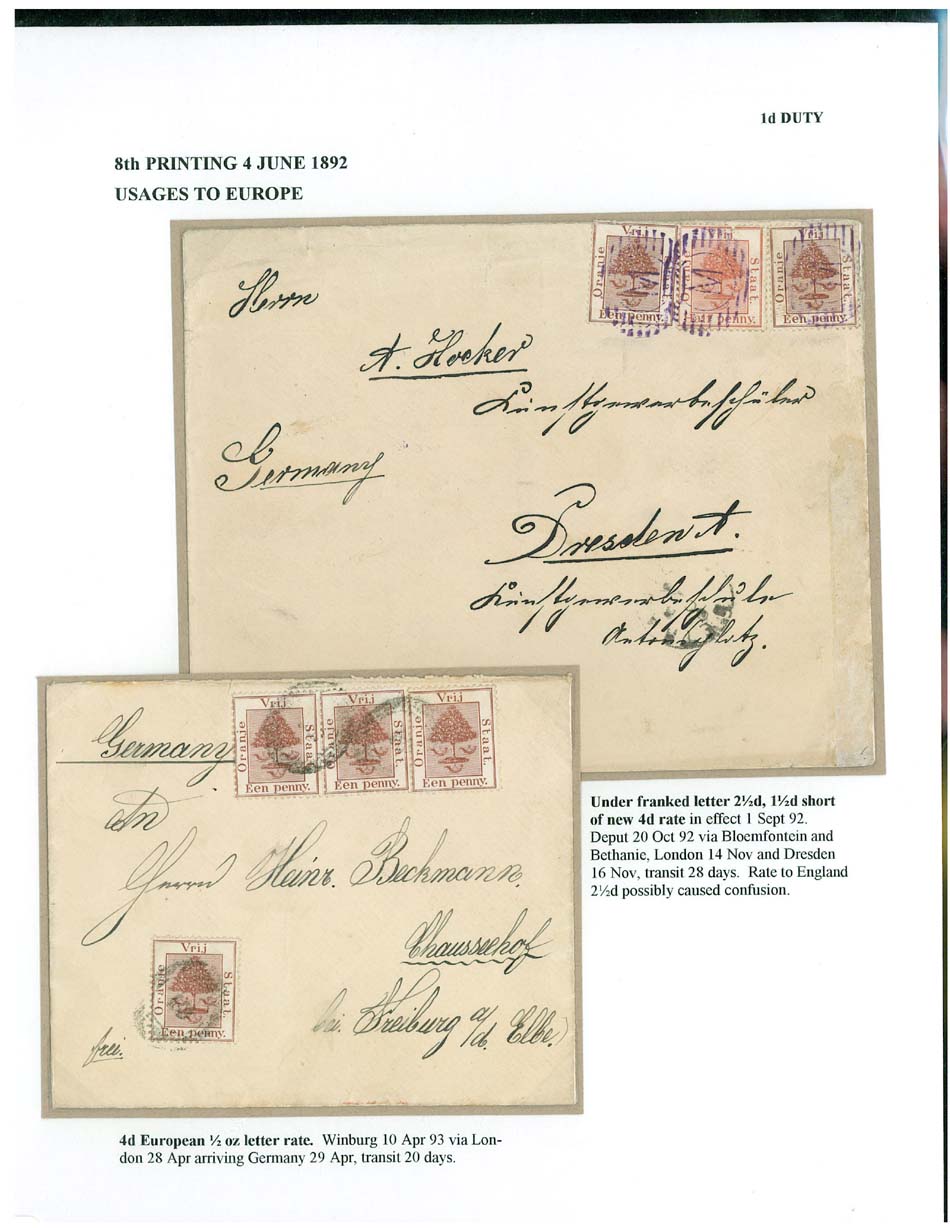 1d DUTY
8th PRINTING 4 JUNE 1892
USAGES TO EUROPE
Vrij
Oranje
Staat.
Een penny.
Vrij
Oranje
Staat.
Half penny.
Vrij
Oranje
Staat.
Een penny.
Herrn
A. Hocker
Kunstgewerbeschüler
Germany
Dresden A.
Kunstgewerbeschule
Antonsplatz.
Vrij
Oranje
Staat.
Een penny.
Vrij
Oranje
Staat.
Een penny.
Vrij
Oranje
Staat.
Een penny.
Germany
An
Herrn Heinr. Beckmann.
Chausseehof
bei. Freiburg a/d. Elbe.
Vrij
Oranje
Staat.
Een penny.
frei.
Under franked letter 2½d, 1½d short
of new 4d rate in effect 1 Sept 92.
Deput 20 Oct 92 via Bloemfontein and
Bethanie, London 14 Nov and Dresden
16 Nov, transit 28 days. Rate to England
2½d possibly caused confusion.
4d European ½ oz letter rate. Winburg 10 Apr 93 via Lon-
don 28 Apr arriving Germany 29 Apr, transit 20 days.